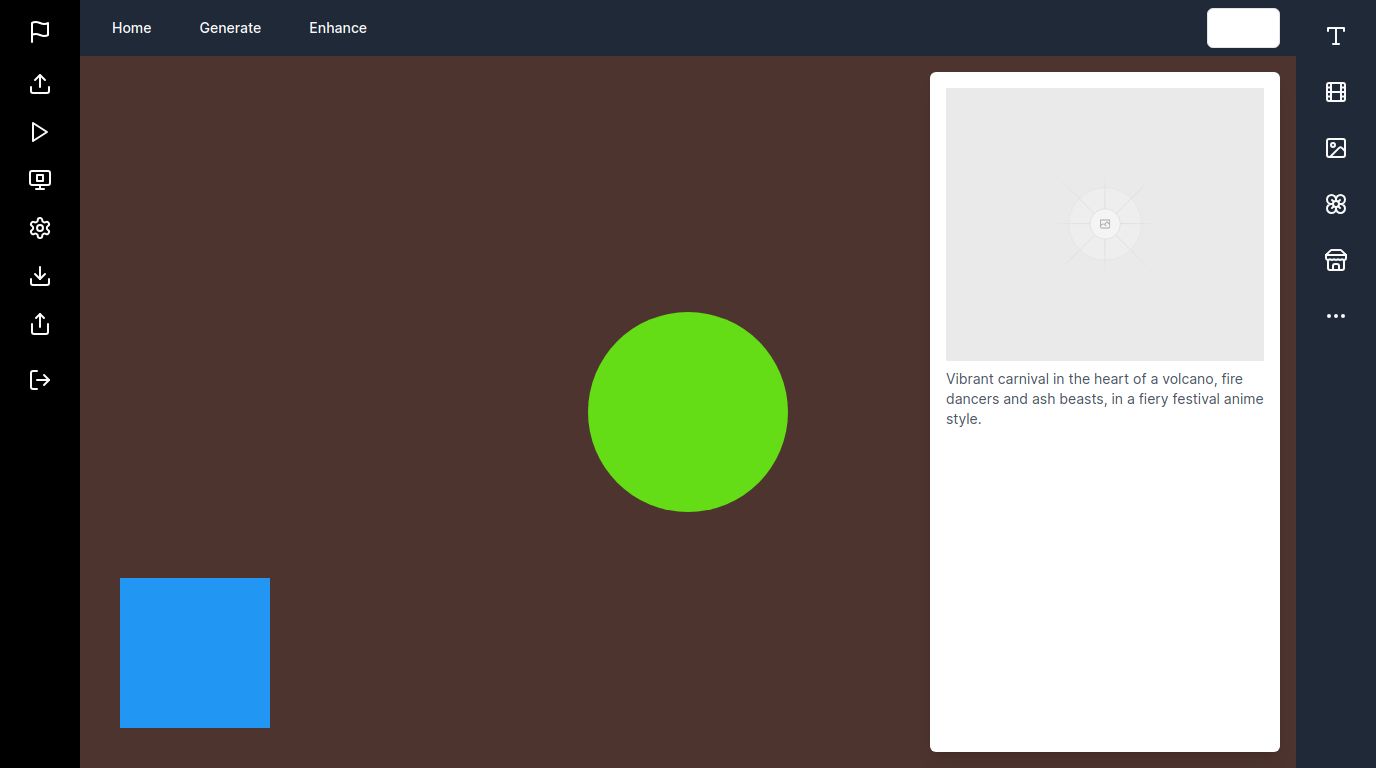 Home Generate Enhance
Vibrant carnival in the heart of a volcano, fire
dancers and ash beasts, in a fiery festival anime
style.